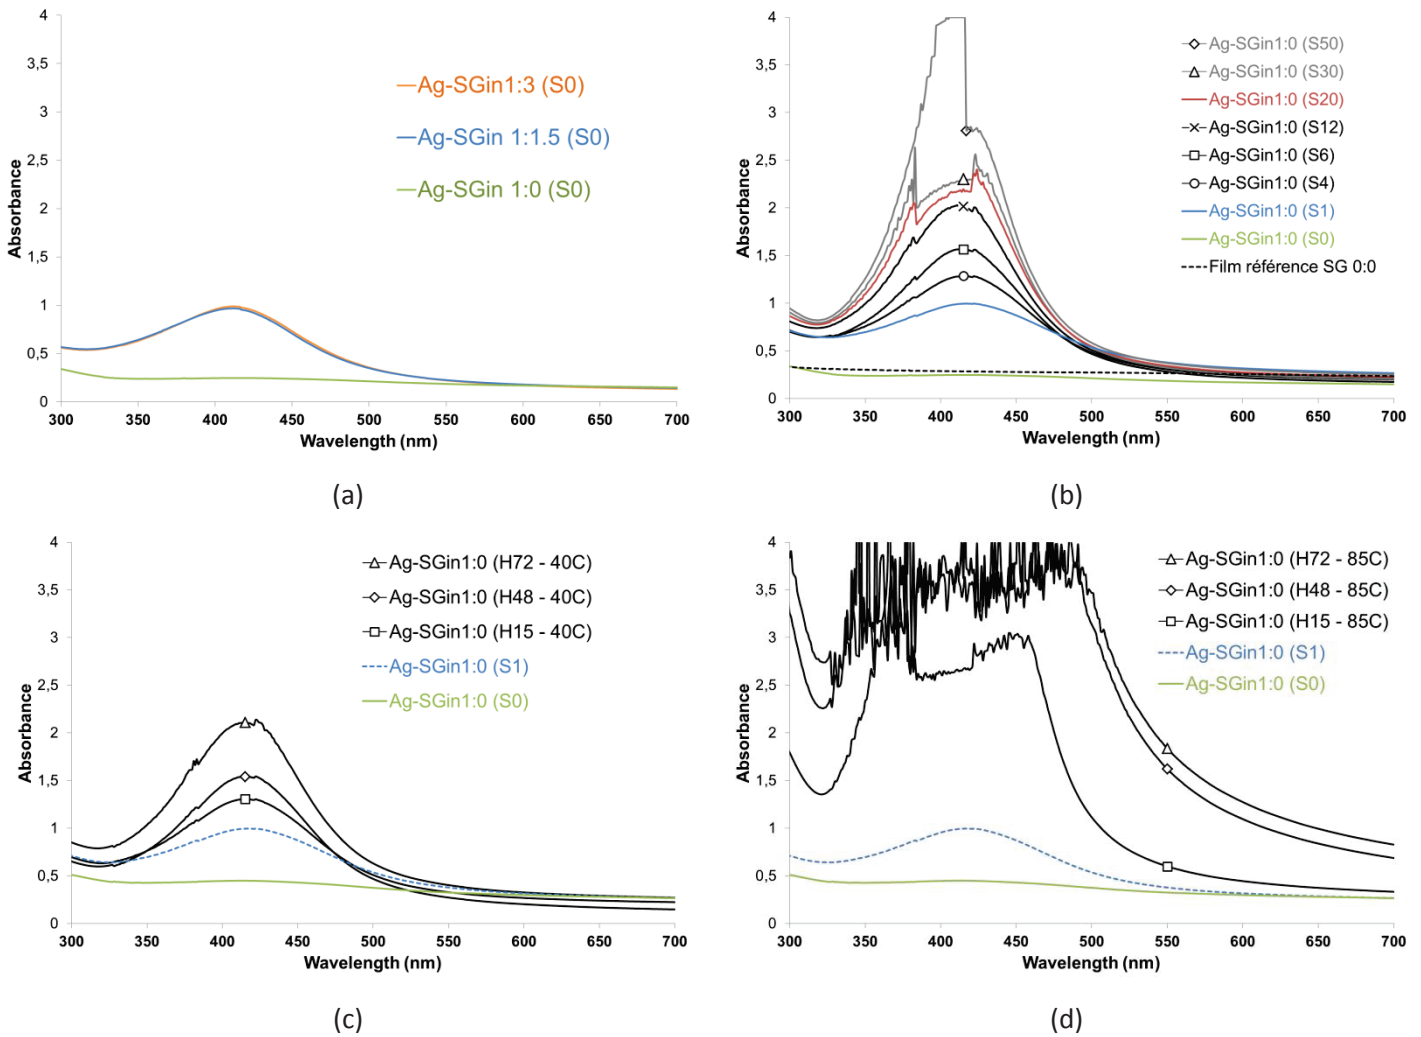 4
3,5
3
2,5
2
1,5
1
0,5
0
Absorbance
300 350 400 450 500 550 600 650 700
Wavelength (nm)
Ag-SGin1:3 (S0)
Ag-SGin 1:1.5 (S0)
Ag-SGin 1:0 (S0)
(a)
4
3,5
3
2,5
2
1,5
1
0,5
0
Absorbance
300 350 400 450 500 550 600 650 700
Wavelength (nm)
Ag-SGin1:0 (S50)
Ag-SGin1:0 (S30)
Ag-SGin1:0 (S20)
Ag-SGin1:0 (S12)
Ag-SGin1:0 (S6)
Ag-SGin1:0 (S4)
Ag-SGin1:0 (S1)
Ag-SGin1:0 (S0)
Film référence SG 0:0
(b)
4
3,5
3
2,5
2
1,5
1
0,5
0
Absorbance
300 350 400 450 500 550 600 650 700
Wavelength (nm)
Ag-SGin1:0 (H72 - 40C)
Ag-SGin1:0 (H48 - 40C)
Ag-SGin1:0 (H15 - 40C)
Ag-SGin1:0 (S1)
Ag-SGin1:0 (S0)
(c)
4
3,5
3
2,5
2
1,5
1
0,5
0
Absorbance
300 350 400 450 500 550 600 650 700
Wavelength (nm)
Ag-SGin1:0 (H72 - 85C)
Ag-SGin1:0 (H48 - 85C)
Ag-SGin1:0 (H15 - 85C)
Ag-SGin1:0 (S1)
Ag-SGin1:0 (S0)
(d)